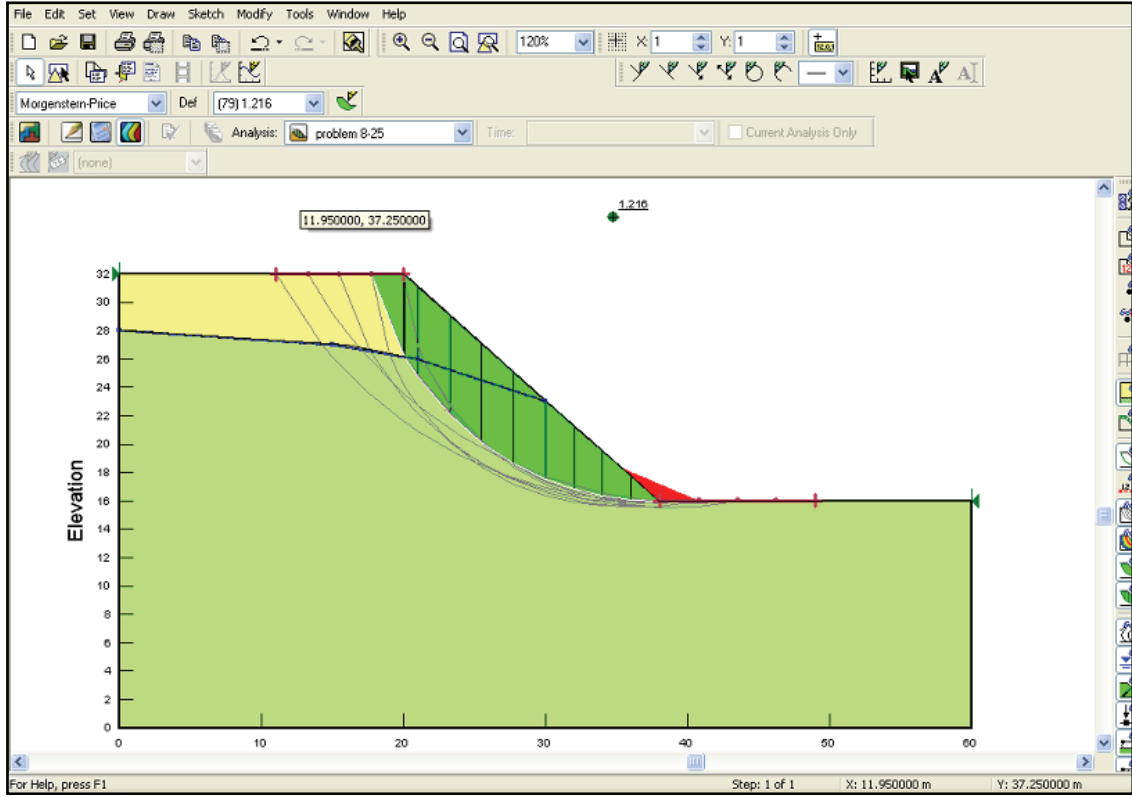 File Edit Set View Draw Sketch Modify Tools Window Help
120% X: 1 Y: 1
Morgenstern-Price Def (79) 1.216
Analysis: problem 8-25 Time: Current Analysis Only
(none)
1.216
11.950000, 37.250000
32
30
28
26
24
22
20
18
16
14
12
10
8
6
4
2
0
Elevation
0 10 20 30 40 50 60
For Help, press F1 Step: 1 of 1 X: 11.950000 m Y: 37.250000 m